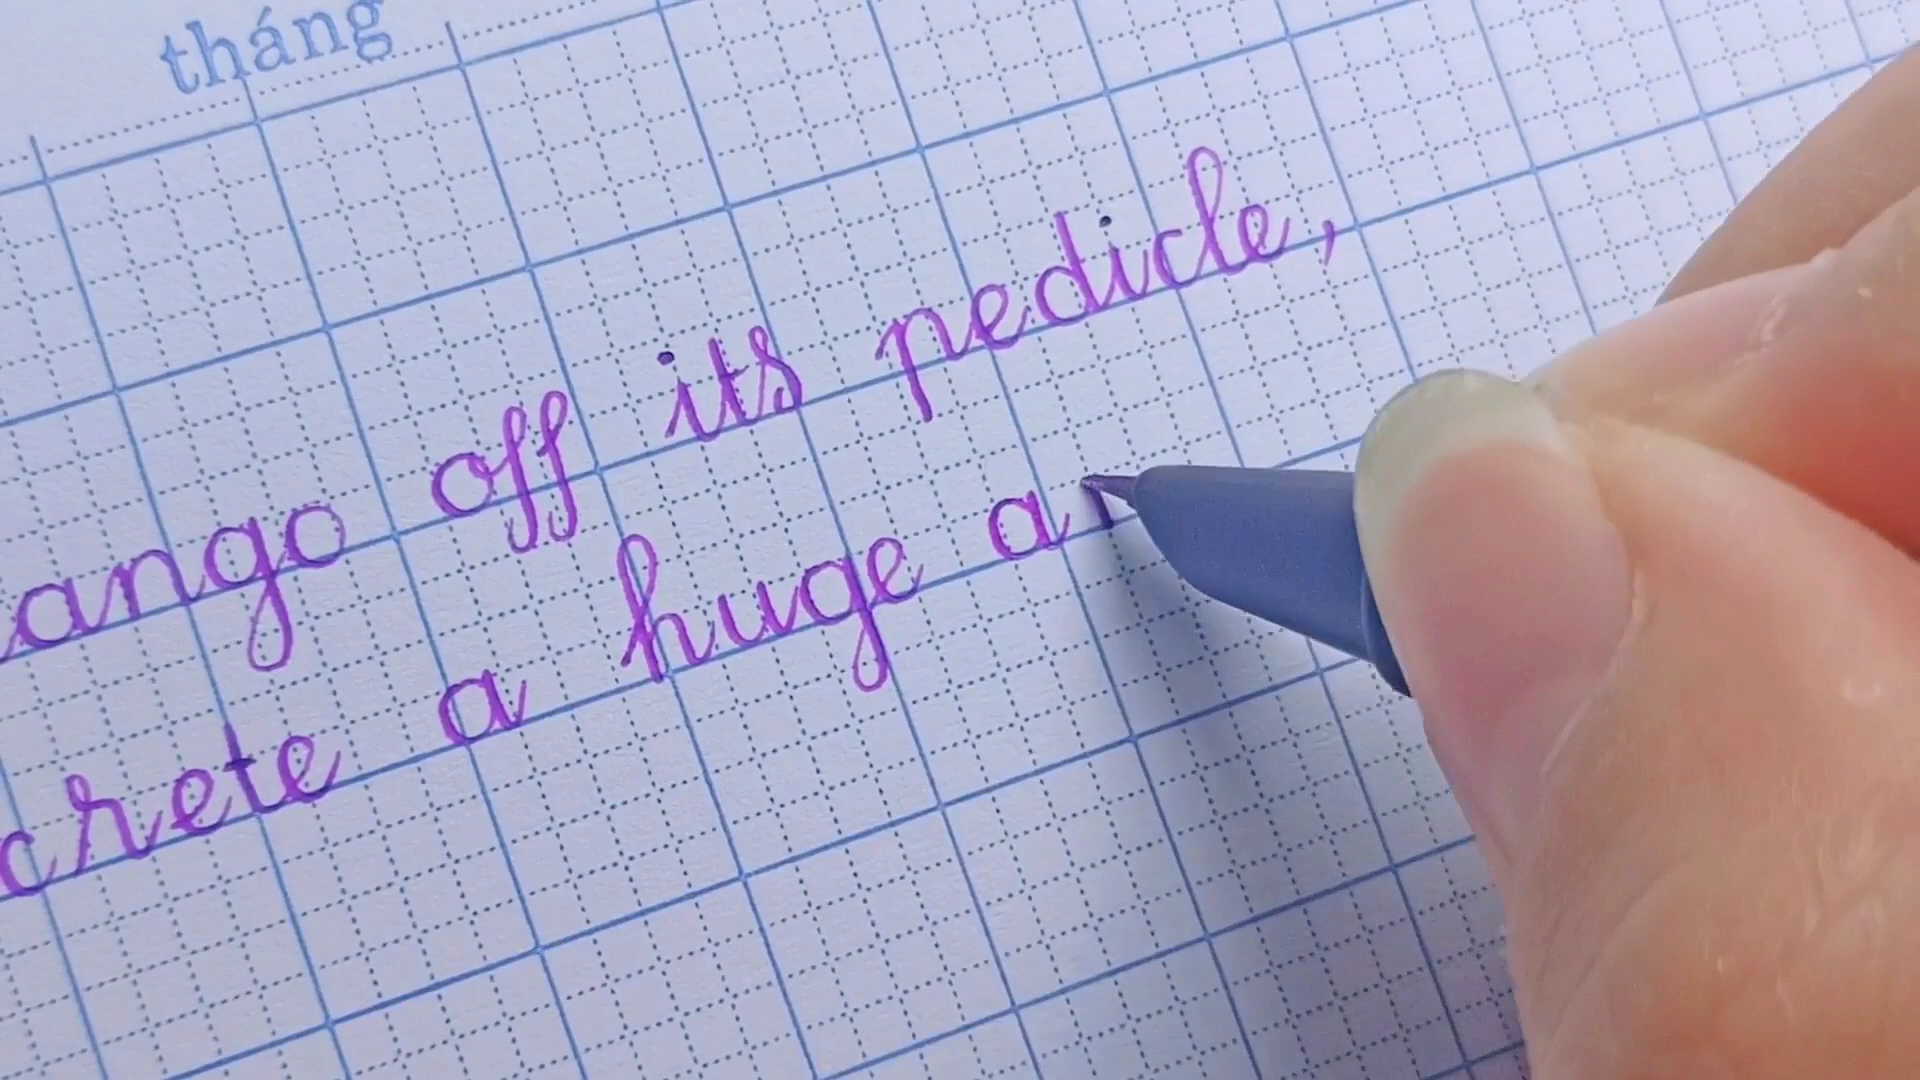 tháng
ango off its pedicle,
crete a huge a